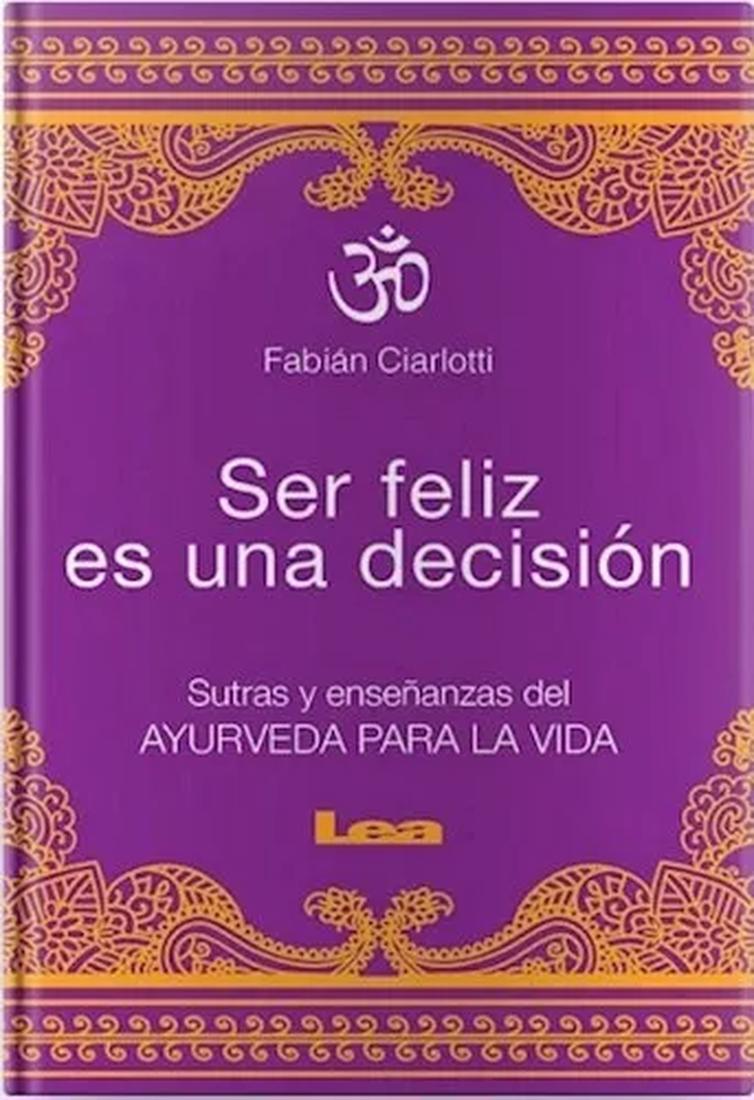 ॐ
Fabián Ciarlotti
Ser feliz
es una decisión
Sutras y enseñanzas del
AYURVEDA PARA LA VIDA
Lea